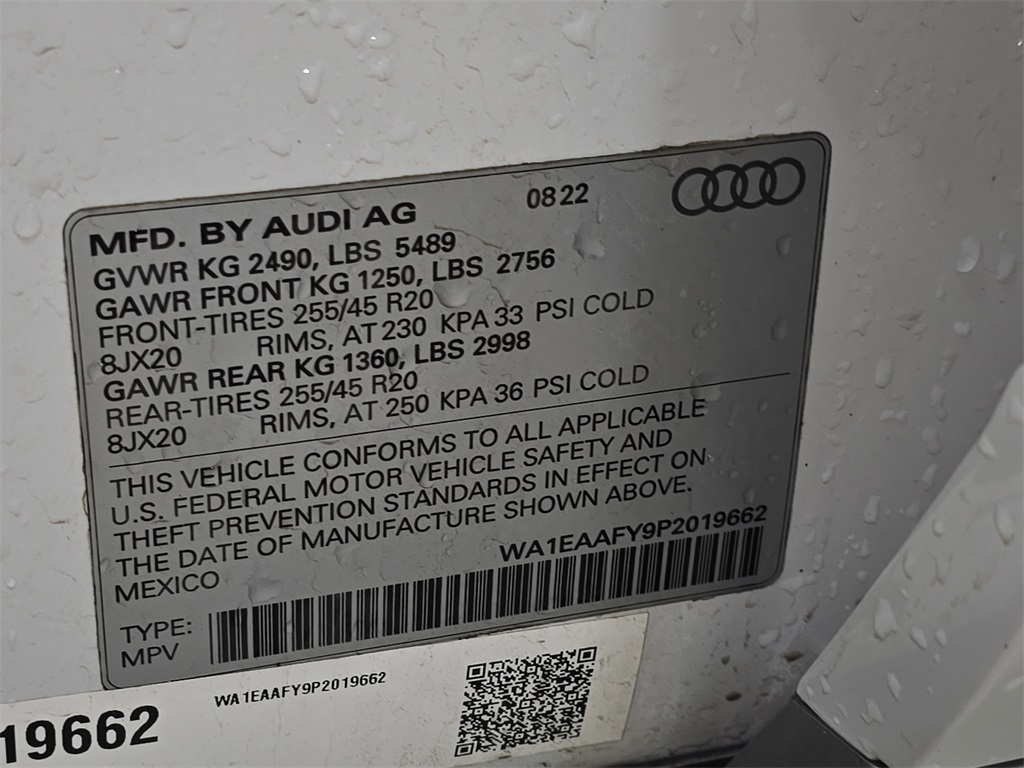 MFD. BY AUDI AG 0822
GVWR KG 2490, LBS 5489
GAWR FRONT KG 1250, LBS 2756
FRONT-TIRES 255/45 R20
8JX20 RIMS, AT 230 KPA 33 PSI COLD
GAWR REAR KG 1360, LBS 2998
REAR-TIRES 255/45 R20
8JX20 RIMS, AT 250 KPA 36 PSI COLD
THIS VEHICLE CONFORMS TO ALL APPLICABLE
U.S. FEDERAL MOTOR VEHICLE SAFETY AND
THEFT PREVENTION STANDARDS IN EFFECT ON
THE DATE OF MANUFACTURE SHOWN ABOVE.
MEXICO WA1EAAFY9P2019662
TYPE:
MPV
19662 WA1EAAFY9P2019662